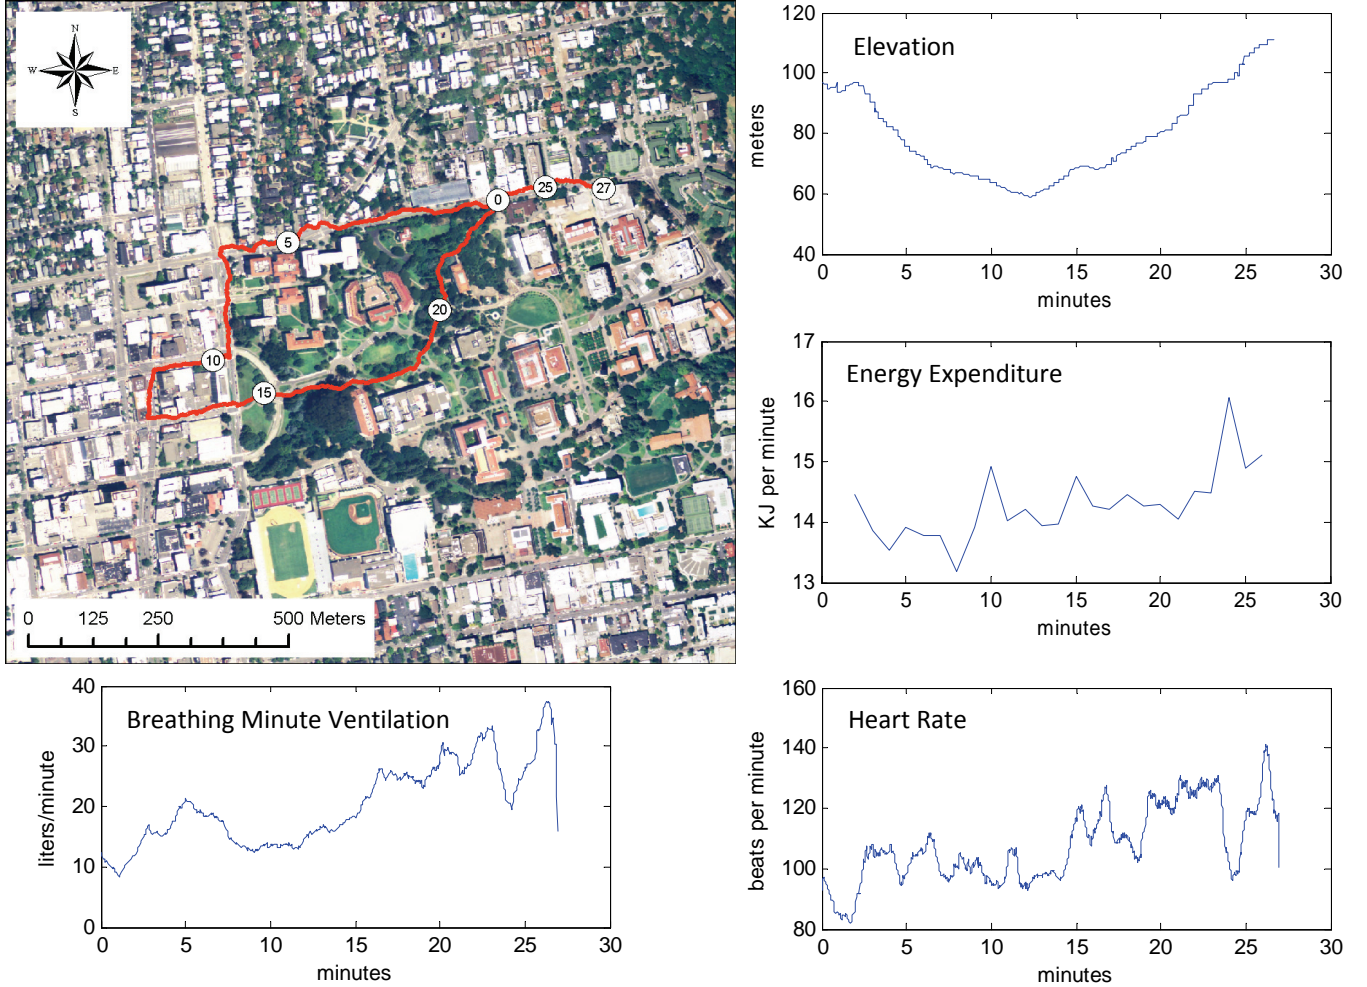 N
W E
S
0
25
27
5
20
10
15
0 125 250 500 Meters
Elevation
120
100
80
60
40
meters
0 5 10 15 20 25 30
minutes
Energy Expenditure
17
16
15
14
13
KJ per minute
0 5 10 15 20 25 30
minutes
Breathing Minute Ventilation
40
30
20
10
0
liters/minute
0 5 10 15 20 25 30
minutes
Heart Rate
160
140
120
100
80
beats per minute
0 5 10 15 20 25 30
minutes